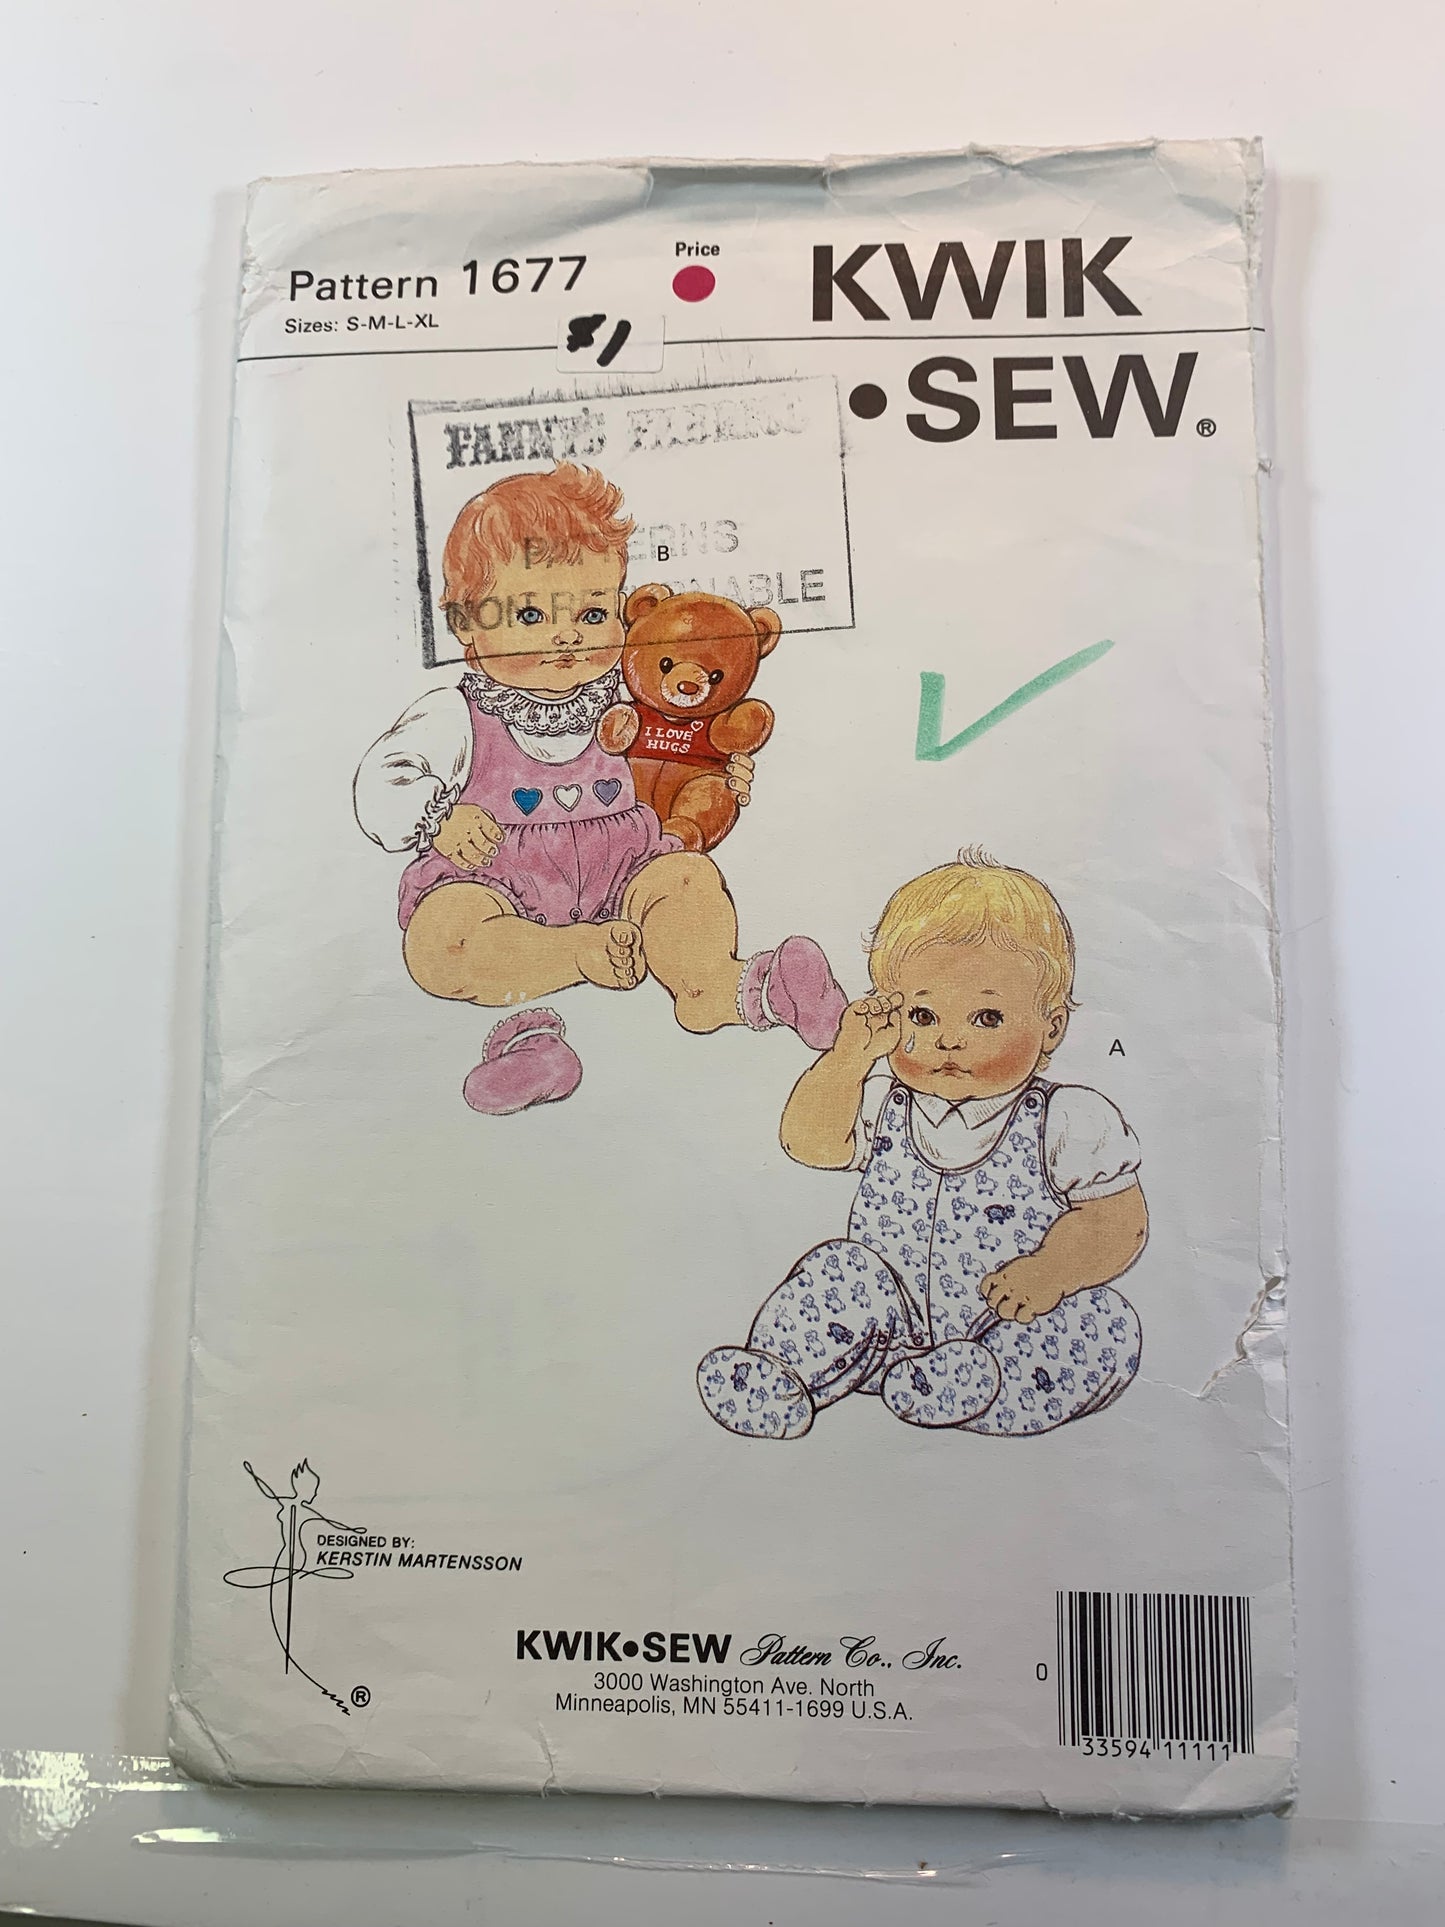 Pattern 1677
Sizes: S-M-L-XL
Price
KWIK
•SEW®
$1
FANNY'S FABRICS
PATTERNS
NON RETURNABLE
B
I LOVE
HUGS
A
DESIGNED BY:
KERSTIN MARTENSSON
®
KWIK•SEW Pattern Co., Inc.
3000 Washington Ave. North
Minneapolis, MN 55411-1699 U.S.A.
0
33594 11111